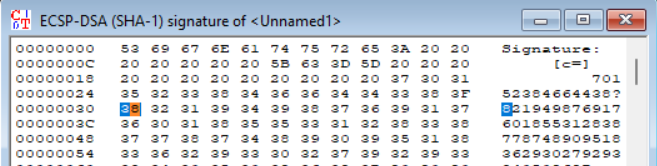 ECSP-DSA (SHA-1) signature of <Unnamed1>
00000000 53 69 67 6E 61 74 75 72 65 3A 20 20 Signature:
0000000C 20 20 20 20 20 5B 63 3D 5D 20 20 20 [c=]
00000018 20 20 20 20 20 20 20 20 20 37 30 31 701
00000024 35 32 33 38 34 36 36 34 34 33 38 3F 52384664438?
00000030 38 32 31 39 34 39 38 37 36 39 31 37 821949876917
0000003C 36 30 31 38 35 35 33 31 32 38 33 38 601855312838
00000048 37 37 38 37 34 38 39 30 39 35 31 38 778748909518
00000054 33 36 32 39 33 30 32 37 39 32 39 33 362930279293